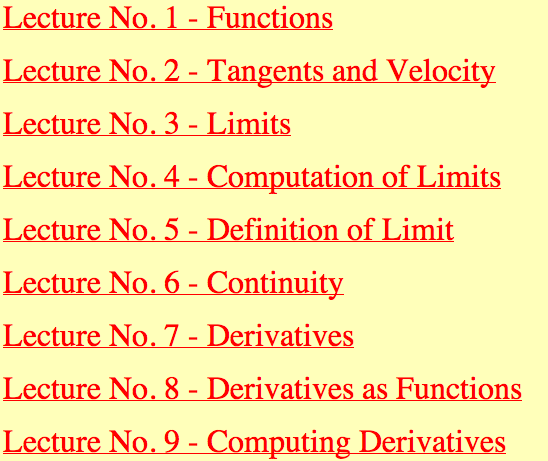 Lecture No. 1 - Functions
Lecture No. 2 - Tangents and Velocity
Lecture No. 3 - Limits
Lecture No. 4 - Computation of Limits
Lecture No. 5 - Definition of Limit
Lecture No. 6 - Continuity
Lecture No. 7 - Derivatives
Lecture No. 8 - Derivatives as Functions
Lecture No. 9 - Computing Derivatives